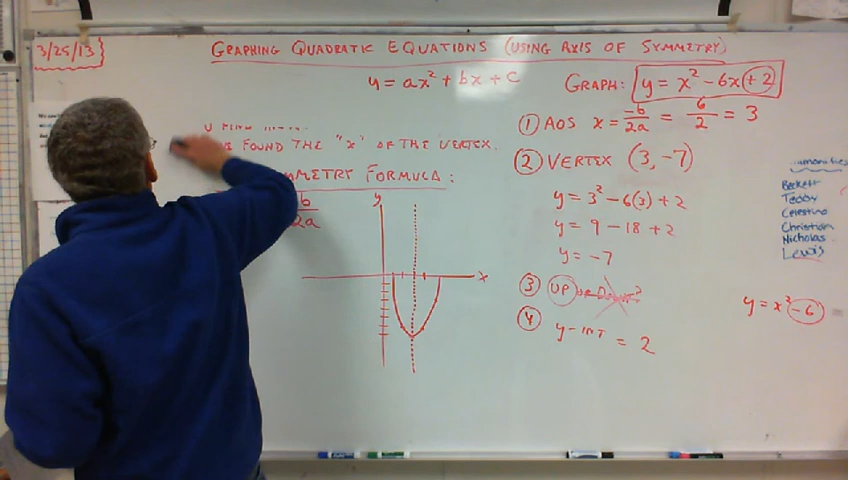 3/25/13
GRAPHING QUADRATIC EQUATIONS (USING AXIS OF SYMMETRY)
y = ax² + bx + c
GRAPH: y = x² - 6x + 2
① AOS x = -b/2a = 6/2 = 3
FOUND THE "X" OF THE VERTEX.
② VERTEX (3, -7)
FORMULA:
2a
y
x
y = 3² - 6(3) + 2
y = 9 - 18 + 2
y = -7
③ UP or Down?
④ y-INT = 2
y = x² - 6
Beckett
Teddy
Celestino
Christian
Nicholas
Lewis